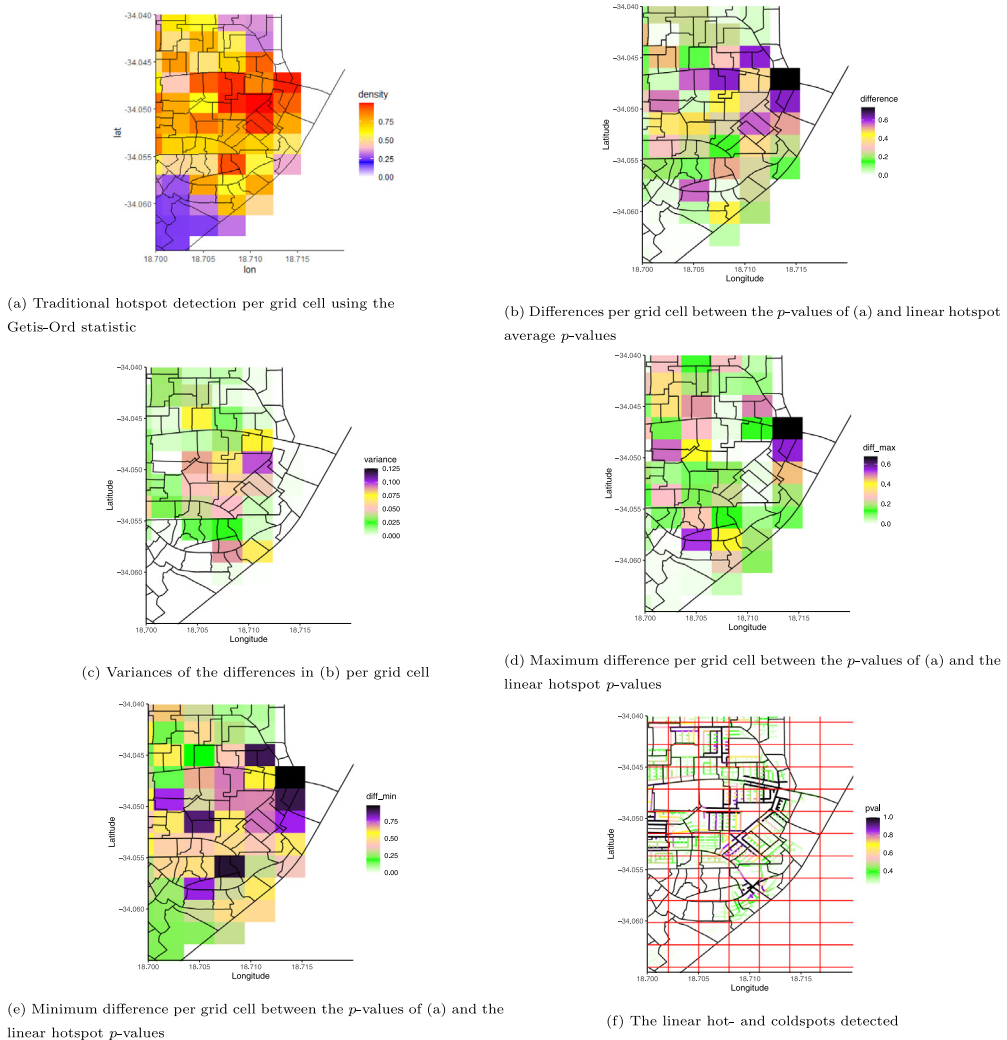 -34.040
-34.045
-34.050
-34.055
-34.060
lat
18.700
18.705
18.710
18.715
lon
density
0.75
0.50
0.25
0.00
(a) Traditional hotspot detection per grid cell using the
Getis-Ord statistic
−34.040
−34.045
−34.050
−34.055
−34.060
Latitude
18.700
18.705
18.710
18.715
Longitude
difference
0.6
0.4
0.2
0.0
(b) Differences per grid cell between the p-values of (a) and linear hotspot
average p-values
−34.040
−34.045
−34.050
−34.055
−34.060
Latitude
18.700
18.705
18.710
18.715
Longitude
variance
0.125
0.100
0.075
0.050
0.025
0.000
(c) Variances of the differences in (b) per grid cell
−34.040
−34.045
−34.050
−34.055
−34.060
Latitude
18.700
18.705
18.710
18.715
Longitude
diff_max
0.6
0.4
0.2
0.0
(d) Maximum difference per grid cell between the p-values of (a) and the
linear hotspot p-values
−34.040
−34.045
−34.050
−34.055
−34.060
Latitude
18.700
18.705
18.710
18.715
Longitude
diff_min
0.75
0.50
0.25
0.00
(e) Minimum difference per grid cell between the p-values of (a) and the
linear hotspot p-values
−34.040
−34.045
−34.050
−34.055
−34.060
Latitude
18.700
18.705
18.710
18.715
Longitude
pval
1.0
0.8
0.6
0.4
(f) The linear hot- and coldspots detected